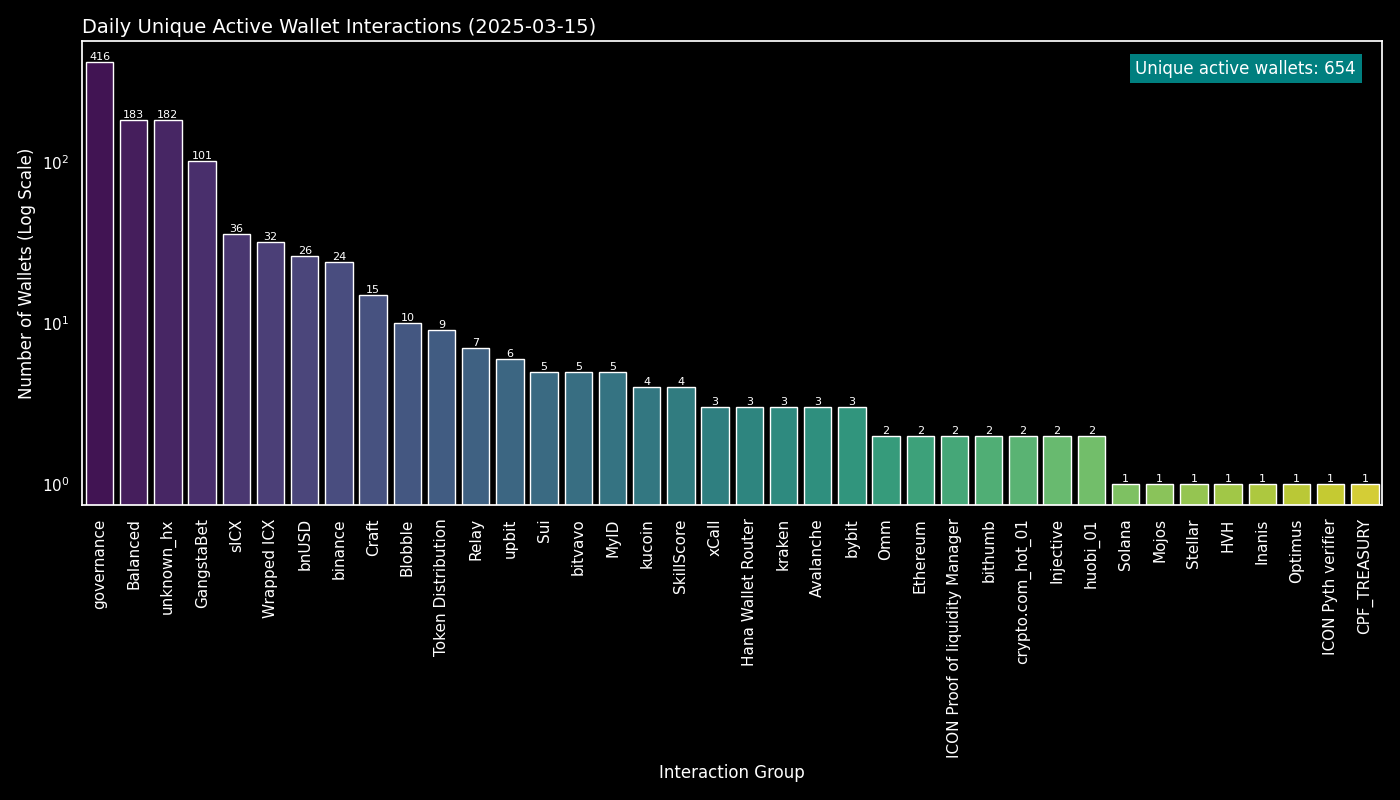 Daily Unique Active Wallet Interactions (2025-03-15)
Unique active wallets: 654
Number of Wallets (Log Scale)
10²
10¹
10⁰
416
183
182
101
36
32
26
24
15
10
9
7
6
5
5
5
4
4
3
3
3
3
3
2
2
2
2
2
2
2
1
1
1
1
1
1
1
1
governance
Balanced
unknown_hx
GangstaBet
sICX
Wrapped ICX
bnUSD
binance
Craft
Blobble
Token Distribution
Relay
upbit
Sui
bitvavo
MyID
kucoin
SkillScore
xCall
Hana Wallet Router
kraken
Avalanche
bybit
Omm
Ethereum
ICON Proof of liquidity Manager
bithumb
crypto.com_hot_01
Injective
huobi_01
Solana
Mojos
Stellar
HVH
Inanis
Optimus
ICON Pyth verifier
CPF_TREASURY
Interaction Group